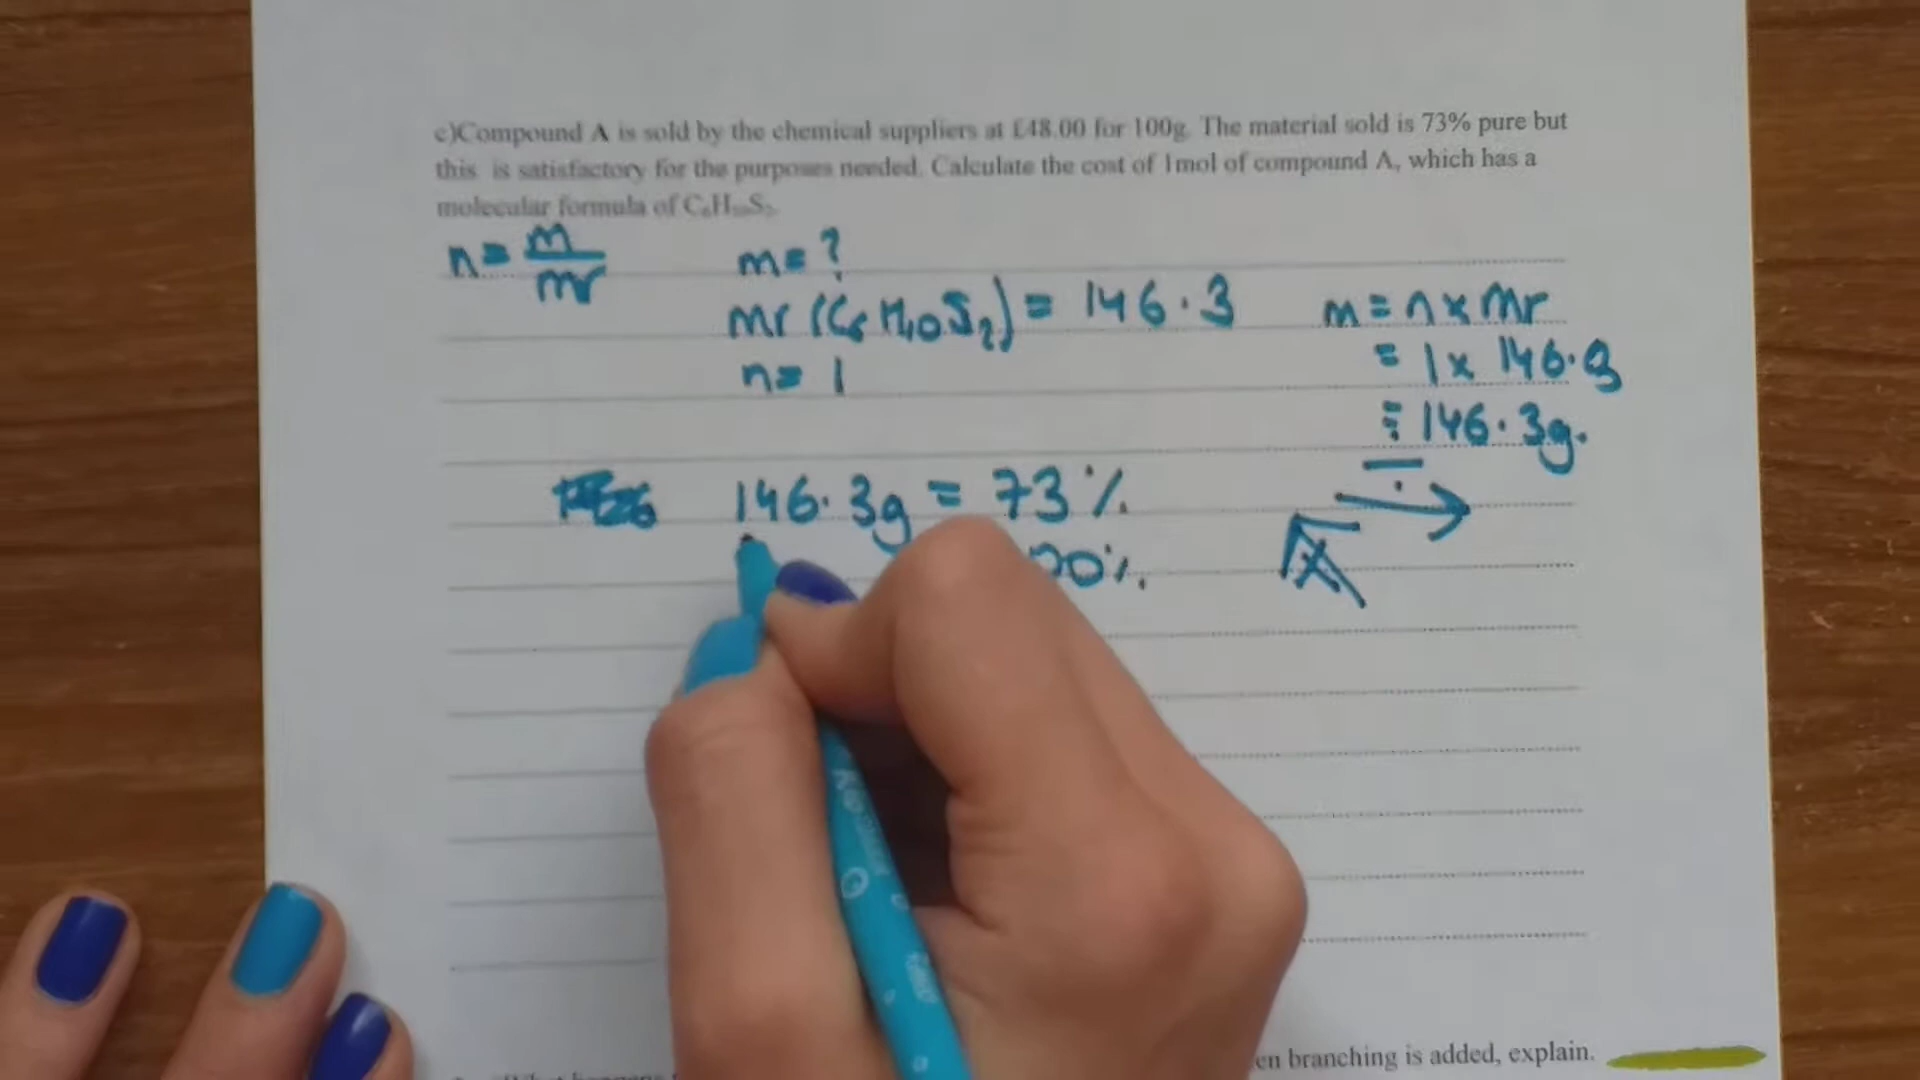 c)Compound A is sold by the chemical suppliers at £48.00 for 100g. The material sold is 73% pure but
this is satisfactory for the purposes needed. Calculate the cost of 1mol of compound A, which has a
molecular formula of C₆H₁₀S₂.
n = m/mr
m = ?
mr (C₆H₁₀S₂) = 146.3
n = 1
m = n x Mr
= 1 x 146.3
= 146.3g.
146.3g = 73%
00%
en branching is added, explain.